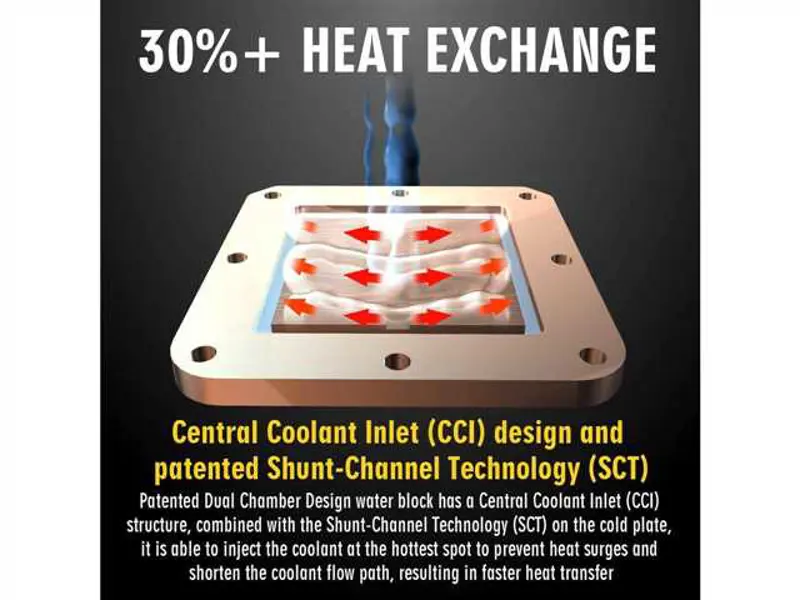 30%+ HEAT EXCHANGE
Central Coolant Inlet (CCI) design and
patented Shunt-Channel Technology (SCT)
Patented Dual Chamber Design water block has a Central Coolant Inlet (CCI)
structure, combined with the Shunt-Channel Technology (SCT) on the cold plate,
it is able to inject the coolant at the hottest spot to prevent heat surges and
shorten the coolant flow path, resulting in faster heat transfer